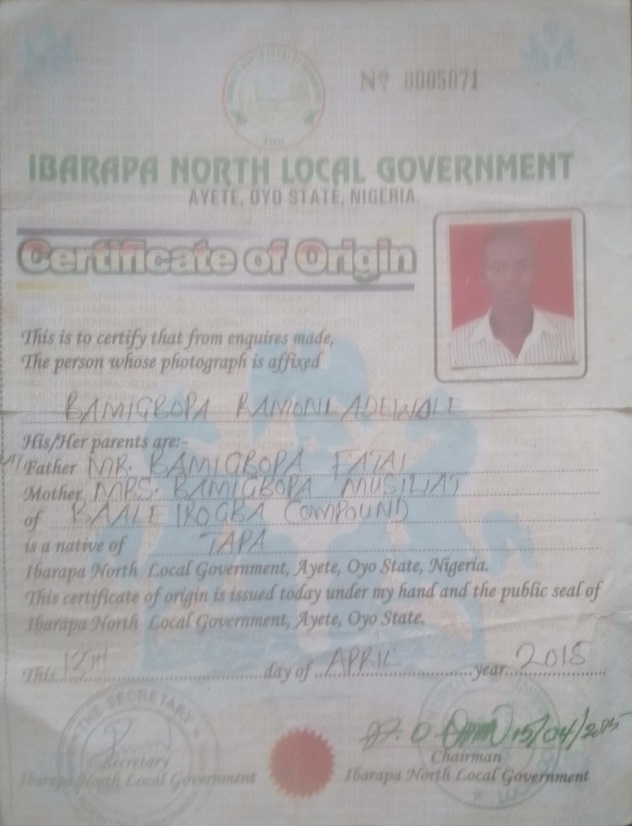 Nº 0005071
IBARAPA NORTH LOCAL GOVERNMENT
AYETE, OYO STATE, NIGERIA.
Certificate of Origin
This is to certify that from enquires made,
The person whose photograph is affixed
BAMIGBOPA RAMONI ADEWALE
His/Her parents are:-
Father MR. BAMIGBOPA FATAI
Mother MRS. BAMIGBOPA MUSILIAT
of BAALE IKOGBA COMPOUND
is a native of TAPA
Ibarapa North Local Government, Ayete, Oyo State, Nigeria.
This certificate of origin is issued today under my hand and the public seal of
Ibarapa North Local Government, Ayete, Oyo State.
This 12TH day of APRIL year 2015
THE SECRETARY
15/04/2015
Secretary
Chairman
Ibarapa North Local Government
Ibarapa North Local Government